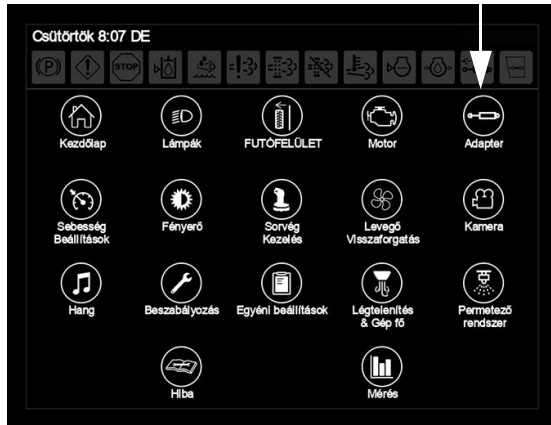 Csütörtök 8:07 DE
(P) STOP
Kezdőlap Lámpák FUTÓFELÜLET Motor Adapter
Sebesség Fényerő Sorvég Levegő Kamera
Beállítások Kezelés Visszaforgatás
Hang Beszabályozás Egyéni beállítások Légtelenítés Permetező
& Gép fő rendszer
Hiba Mérés